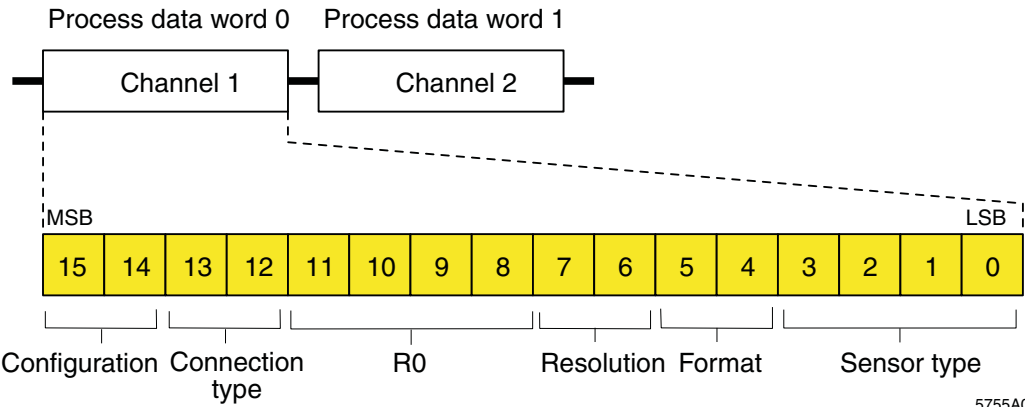 Process data word 0 Process data word 1
Channel 1 Channel 2
MSB LSB
15 14 13 12 11 10 9 8 7 6 5 4 3 2 1 0
Configuration Connection type R0 Resolution Format Sensor type
5755A0